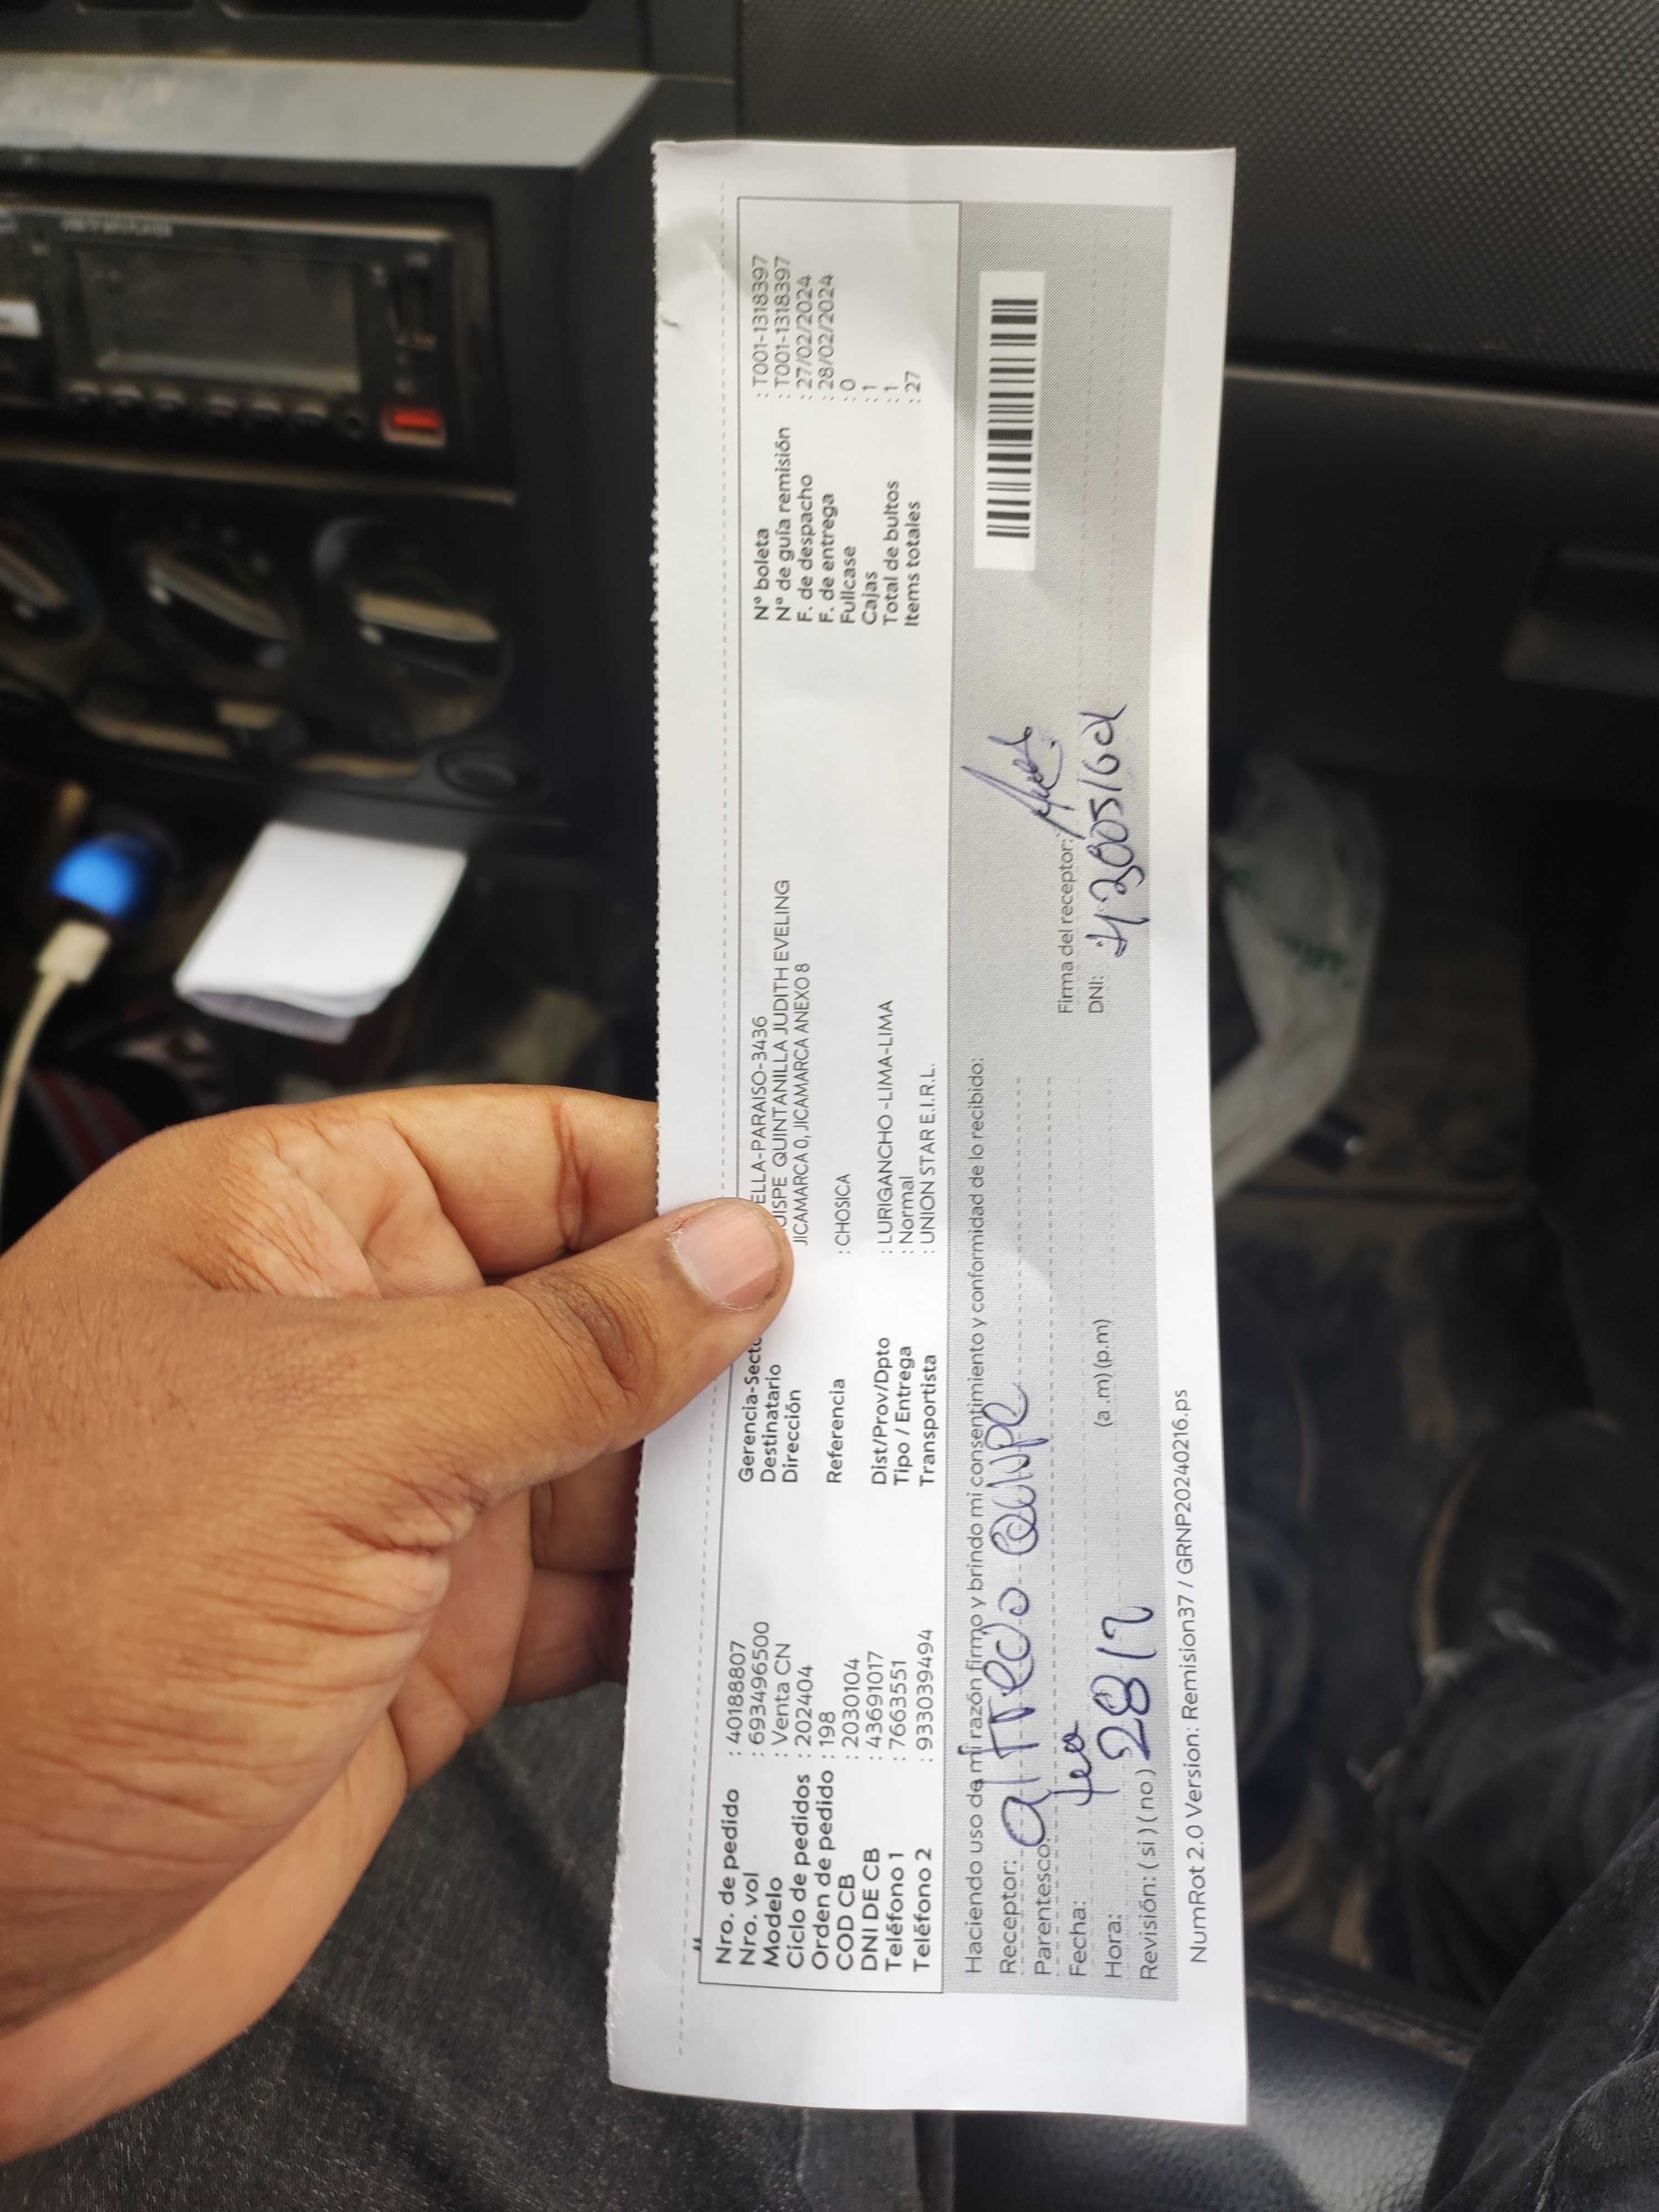 Nro. de pedido : 40188807
Nro. vol : 693496500
Modelo : Venta CN
Ciclo de pedidos : 202404
Orden de pedido : 198
COD CB : 2030104
DNI DE CB : 43691017
Teléfono 1 : 7663551
Teléfono 2 : 933039494
Gerencia-Secto ELLA-PARAISO-3436
Destinatario UISPE QUINTANILLA JUDITH EVELING
Dirección JICAMARCA 0, JICAMARCA ANEXO 8
Referencia : CHOSICA
Dist/Prov/Dpto : LURIGANCHO -LIMA-LIMA
Tipo / Entrega : Normal
Transportista : UNION STAR E.I.R.L.
N° boleta : T001-1318397
N° de guía remisión : T001-1318397
F. de despacho : 27/02/2024
F. de entrega : 28/02/2024
Fullcase : 0
Cajas : 1
Total de bultos : 1
Items totales : 27
Haciendo uso de mi razón firmo y brindo mi consentimiento y conformidad de lo recibido:
Receptor: alfredo Quispe
Parentesco:
Fecha:
Hora: 28/2 (a .m) (p.m)
Revisión: ( si ) ( no )
Firma del receptor:
DNI:
NumRot 2.0 Version: Remision37 / GRNP20240216.ps